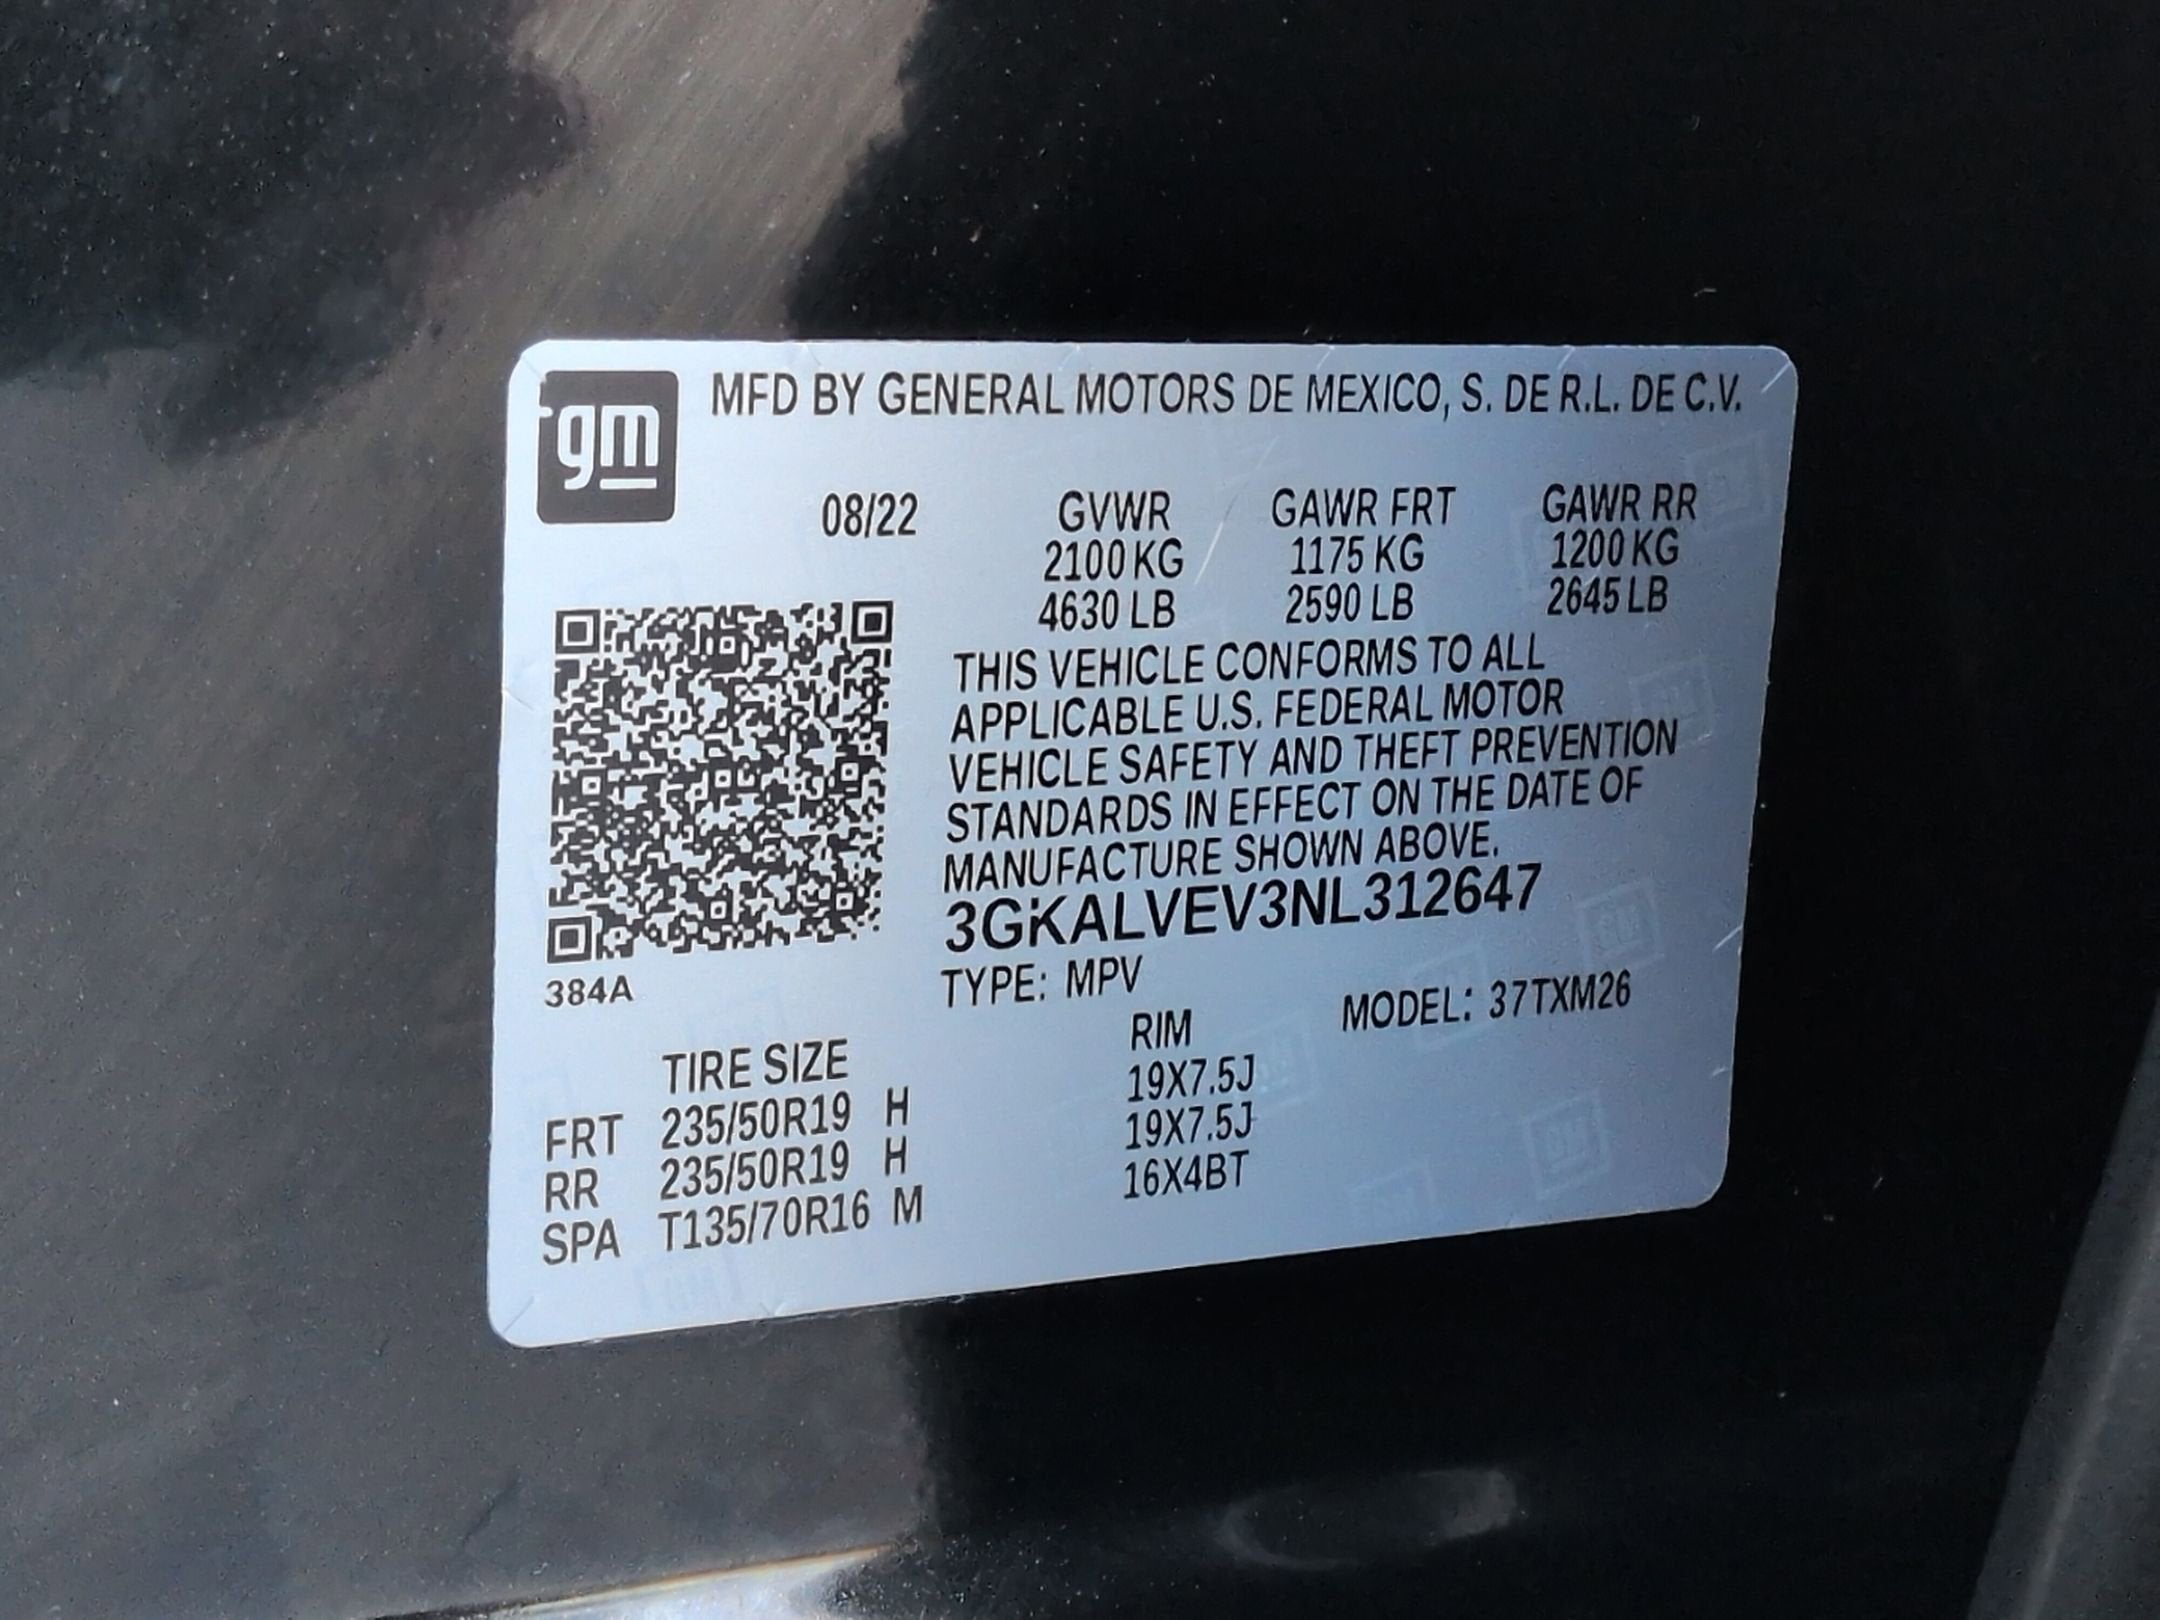 gm
MFD BY GENERAL MOTORS DE MEXICO, S. DE R.L. DE C.V.
08/22 GVWR GAWR FRT GAWR RR
2100 KG 1175 KG 1200 KG
4630 LB 2590 LB 2645 LB
THIS VEHICLE CONFORMS TO ALL
APPLICABLE U.S. FEDERAL MOTOR
VEHICLE SAFETY AND THEFT PREVENTION
STANDARDS IN EFFECT ON THE DATE OF
MANUFACTURE SHOWN ABOVE.
3GKALVEV3NL312647
384A
TYPE: MPV MODEL: 37TXM26
TIRE SIZE RIM
FRT 235/50R19 H 19X7.5J
RR 235/50R19 H 19X7.5J
SPA T135/70R16 M 16X4BT